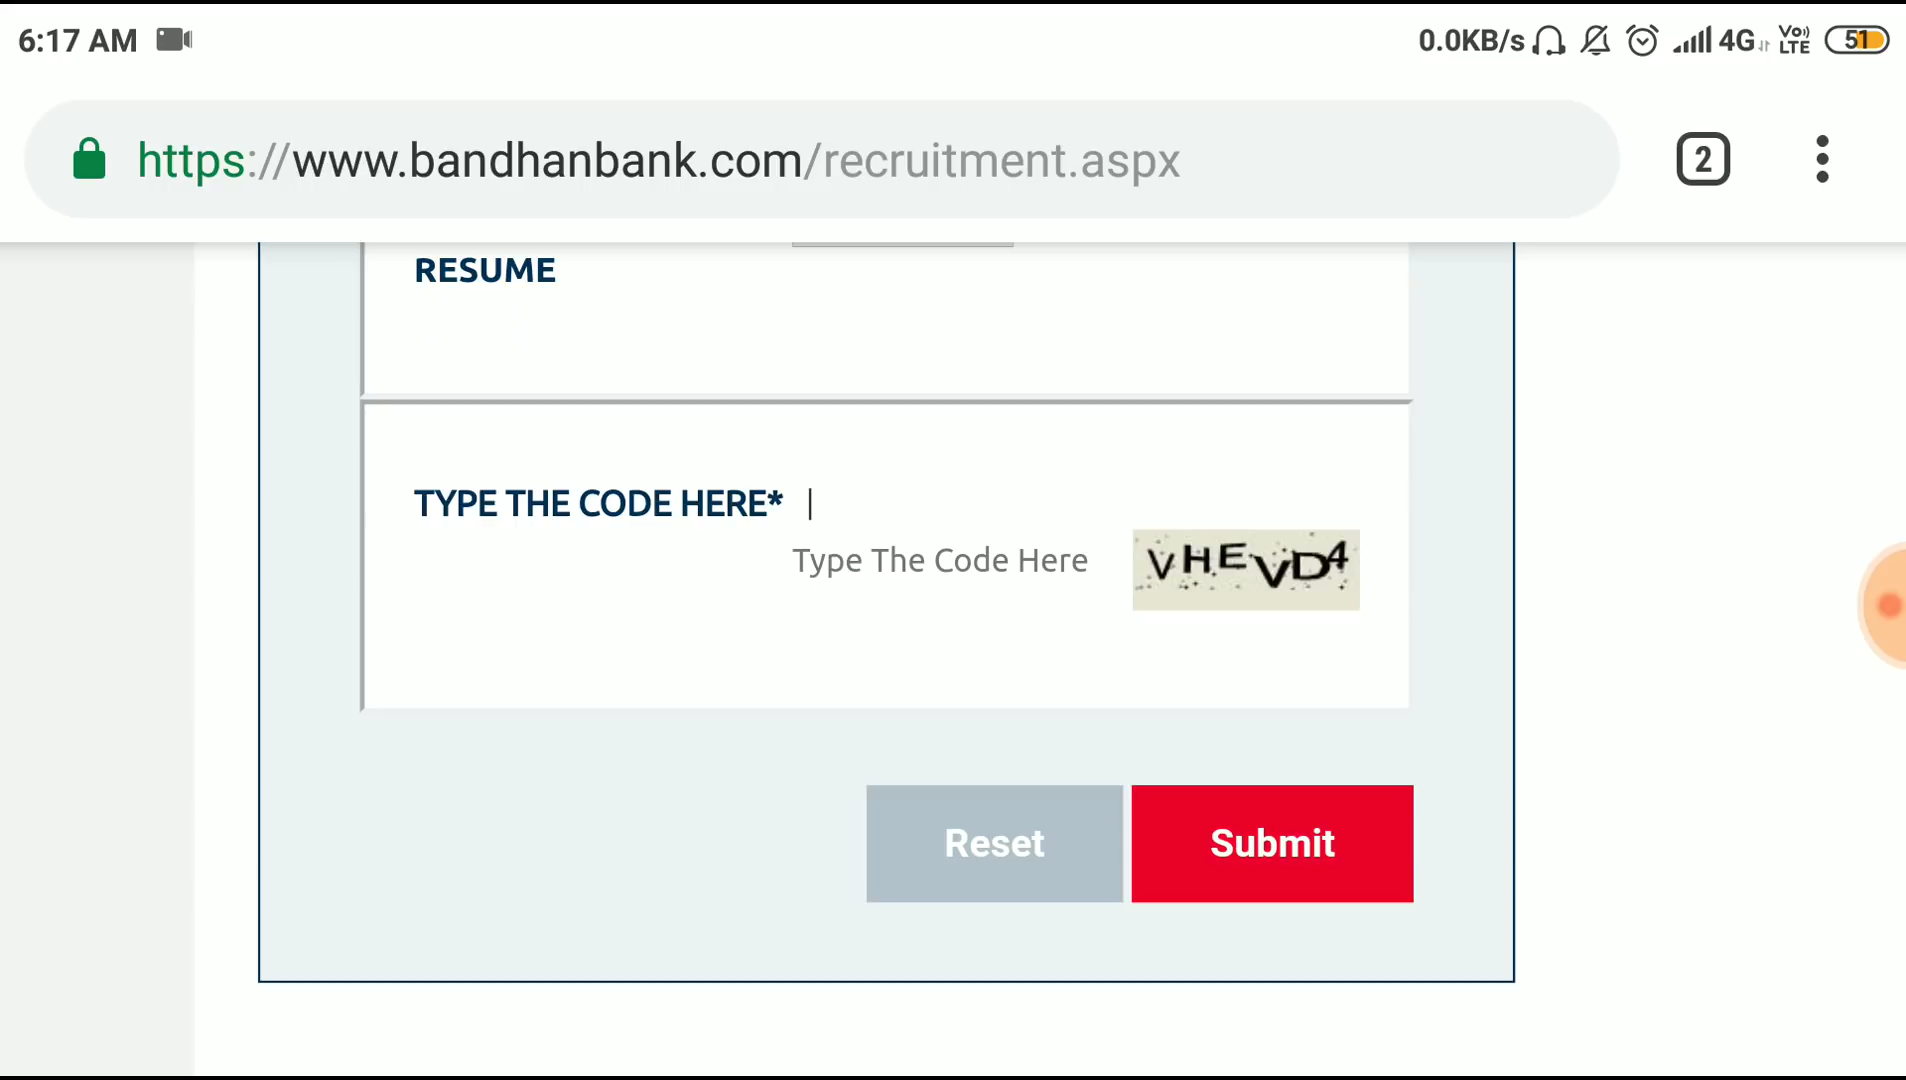 6:17 AM 0.0KB/s 4G Vo)) LTE 51
https://www.bandhanbank.com/recruitment.aspx 2
RESUME
TYPE THE CODE HERE*
Type The Code Here VHEVD4
Reset Submit